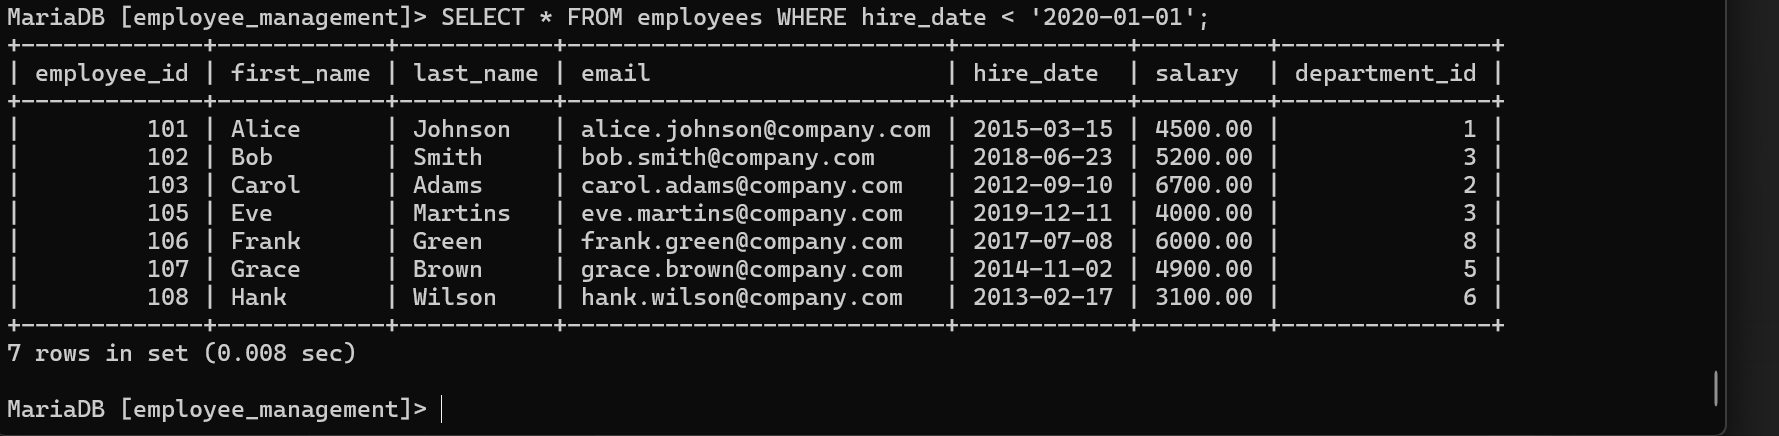 MariaDB [employee_management]> SELECT * FROM employees WHERE hire_date < '2020-01-01';
+-------------+------------+-----------+---------------------------+------------+---------+---------------+
| employee_id | first_name | last_name | email                     | hire_date  | salary  | department_id |
+-------------+------------+-----------+---------------------------+------------+---------+---------------+
|         101 | Alice      | Johnson   | alice.johnson@company.com | 2015-03-15 | 4500.00 |             1 |
|         102 | Bob        | Smith     | bob.smith@company.com     | 2018-06-23 | 5200.00 |             3 |
|         103 | Carol      | Adams     | carol.adams@company.com   | 2012-09-10 | 6700.00 |             2 |
|         105 | Eve        | Martins   | eve.martins@company.com   | 2019-12-11 | 4000.00 |             3 |
|         106 | Frank      | Green     | frank.green@company.com   | 2017-07-08 | 6000.00 |             8 |
|         107 | Grace      | Brown     | grace.brown@company.com   | 2014-11-02 | 4900.00 |             5 |
|         108 | Hank       | Wilson    | hank.wilson@company.com   | 2013-02-17 | 3100.00 |             6 |
+-------------+------------+-----------+---------------------------+------------+---------+---------------+
7 rows in set (0.008 sec)
MariaDB [employee_management]>